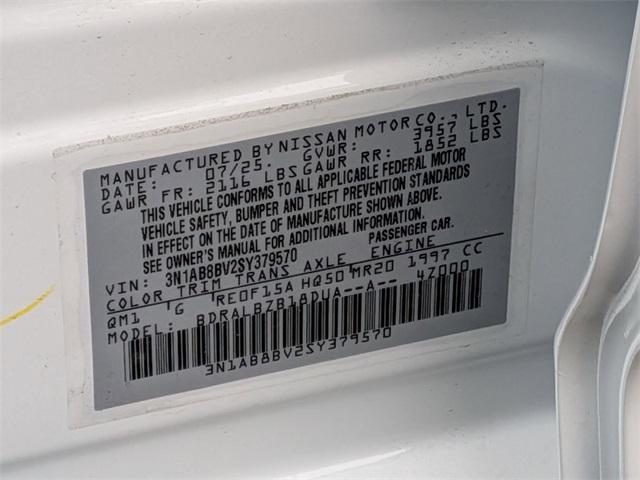 MANUFACTURED BY NISSAN MOTOR CO., LTD.
DATE: 07/25. GVWR: 3957 LBS
GAWR FR: 2116 LBS GAWR RR: 1852 LBS
THIS VEHICLE CONFORMS TO ALL APPLICABLE FEDERAL MOTOR
VEHICLE SAFETY, BUMPER AND THEFT PREVENTION STANDARDS
IN EFFECT ON THE DATE OF MANUFACTURE SHOWN ABOVE.
SEE OWNER'S MANUAL FOR ADDITIONAL INFORMATION.
VIN: 3N1AB8BV2SY379570 PASSENGER CAR.
COLOR TRIM TRANS AXLE ENGINE
QM1 G RE0F15A HQ50 MR20 1997 CC
MODEL: BDRALBZB18DUA--A-- 4Z000
3N1AB8BV2SY379570